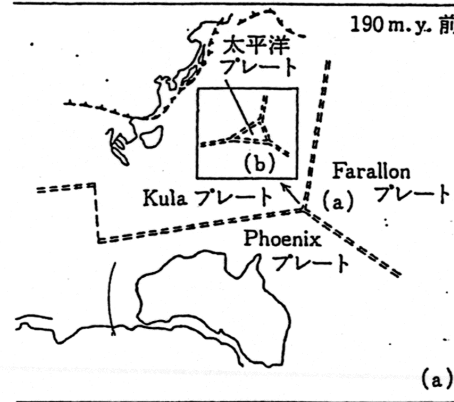 190 m.y. 前
太平洋
プレート
(b)
Farallon
プレート
(a)
Kula プレート
Phoenix
プレート
(a)